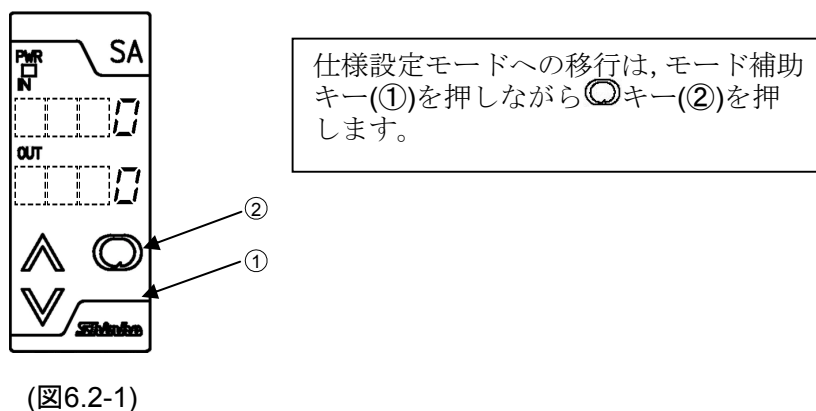 SA
PWR
IN
0
OUT
0
②
①
Shinko
仕様設定モードへの移行は,モード補助
キー(①)を押しながら キー(②)を押
します。
(図6.2-1)